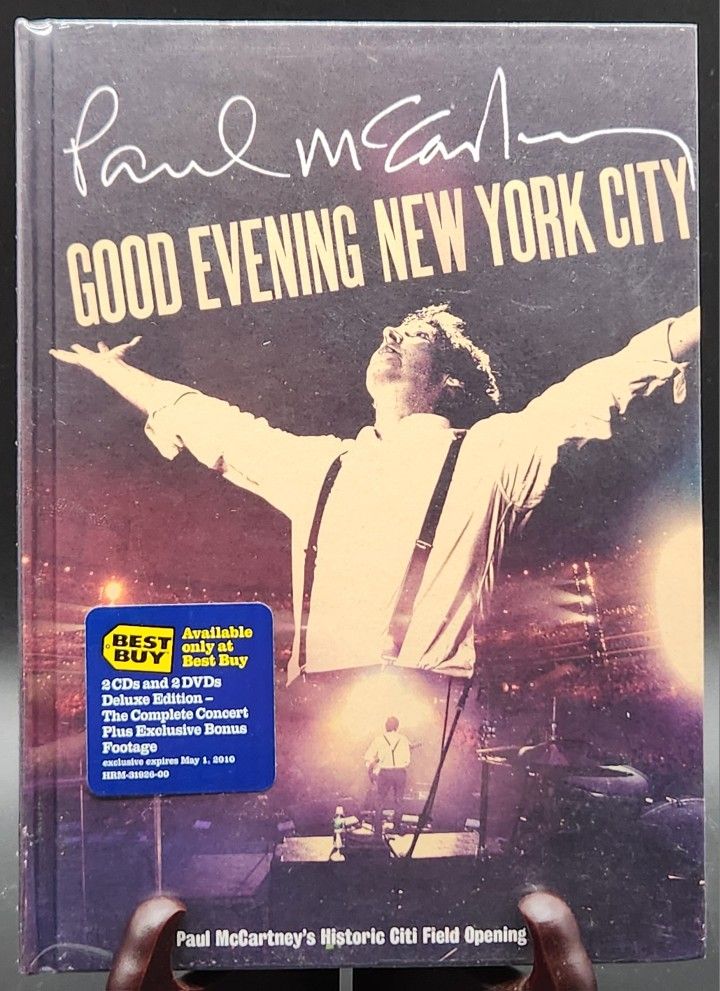 Paul McCartney
GOOD EVENING NEW YORK CITY
BEST
BUY
Available
only at
Best Buy
2 CDs and 2 DVDs
Deluxe Edition –
The Complete Concert
Plus Exclusive Bonus
Footage
exclusive expires May 1, 2010
HRM-31926-00
Paul McCartney's Historic Citi Field Opening